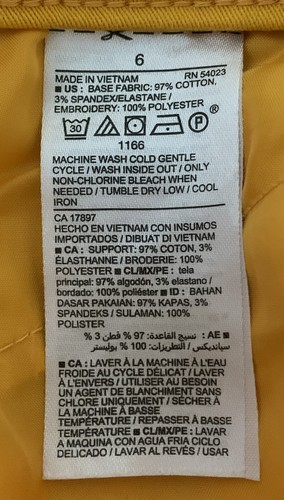 6
MADE IN VIETNAM RN 54023
■ US : BASE FABRIC: 97% COTTON,
3% SPANDEX/ELASTANE /
EMBROIDERY: 100% POLYESTER
®
30 P
1166
MACHINE WASH COLD GENTLE
CYCLE / WASH INSIDE OUT / ONLY
NON-CHLORINE BLEACH WHEN
NEEDED / TUMBLE DRY LOW / COOL
IRON
CA 17897
HECHO EN VIETNAM CON INSUMOS
IMPORTADOS / DIBUAT DI VIETNAM
■ CA : SUPPORT: 97% COTON, 3%
ÉLASTHANNE / BRODERIE: 100%
POLYESTER ■ CL/MX/PE : tela
principal: 97% algodón, 3% elastano /
bordado: 100% poliéster ■ ID : BAHAN
DASAR PAKAIAN: 97% KAPAS, 3%
SPANDEKS / SULAMAN: 100%
POLISTER
■ AE : نسيج القاعدة: 97 % قطن 3 %
سبانديكس / التطريزات: 100 % بوليستر
■ CA : LAVER À LA MACHINE À L'EAU
FROIDE AU CYCLE DÉLICAT / LAVER
À L'ENVERS / UTILISER AU BESOIN
UN AGENT DE BLANCHIMENT SANS
CHLORE UNIQUEMENT / SÉCHER À
LA MACHINE À BASSE
TEMPÉRATURE / REPASSER À BASSE
TEMPÉRATURE ■ CL/MX/PE : LAVAR
A MAQUINA CON AGUA FRIA CICLO
DELICADO / LAVAR AL REVÉS / USAR